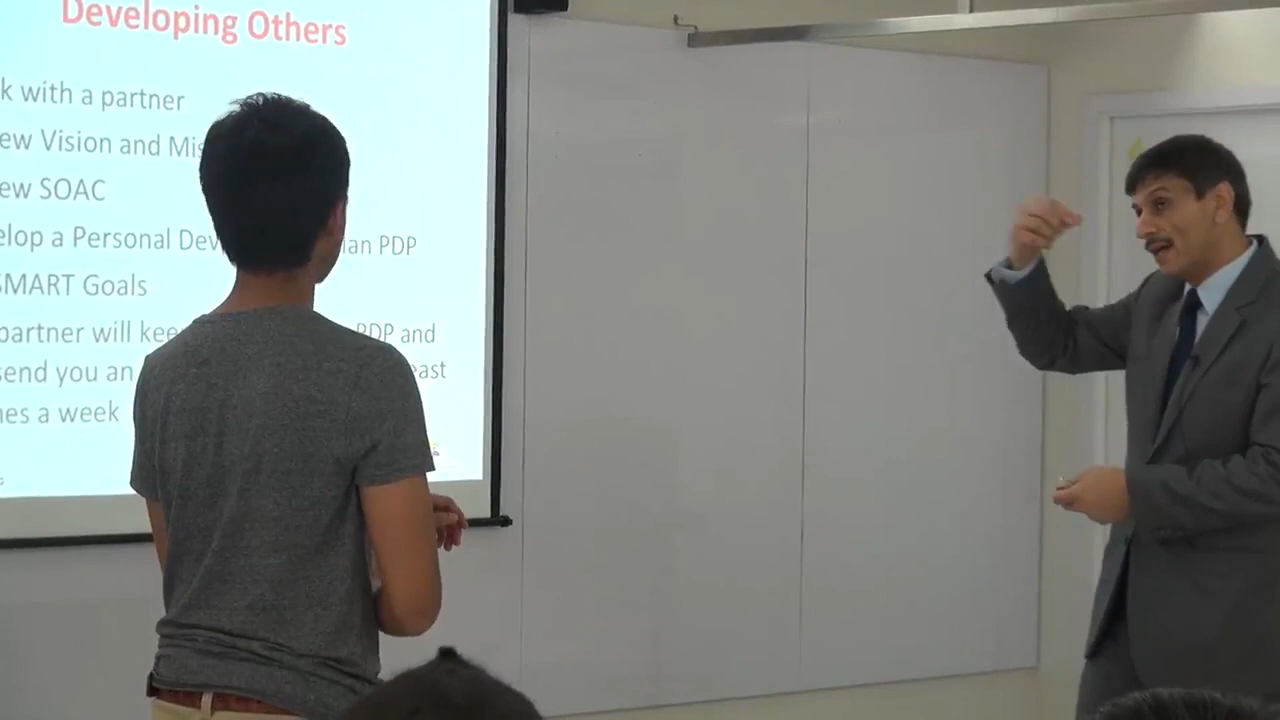 Developing Others
k with a partner
ew Vision and Mis
ew SOAC
elop a Personal Dev lan PDP
SMART Goals
partner will kee PDP and
send you an east
nes a week